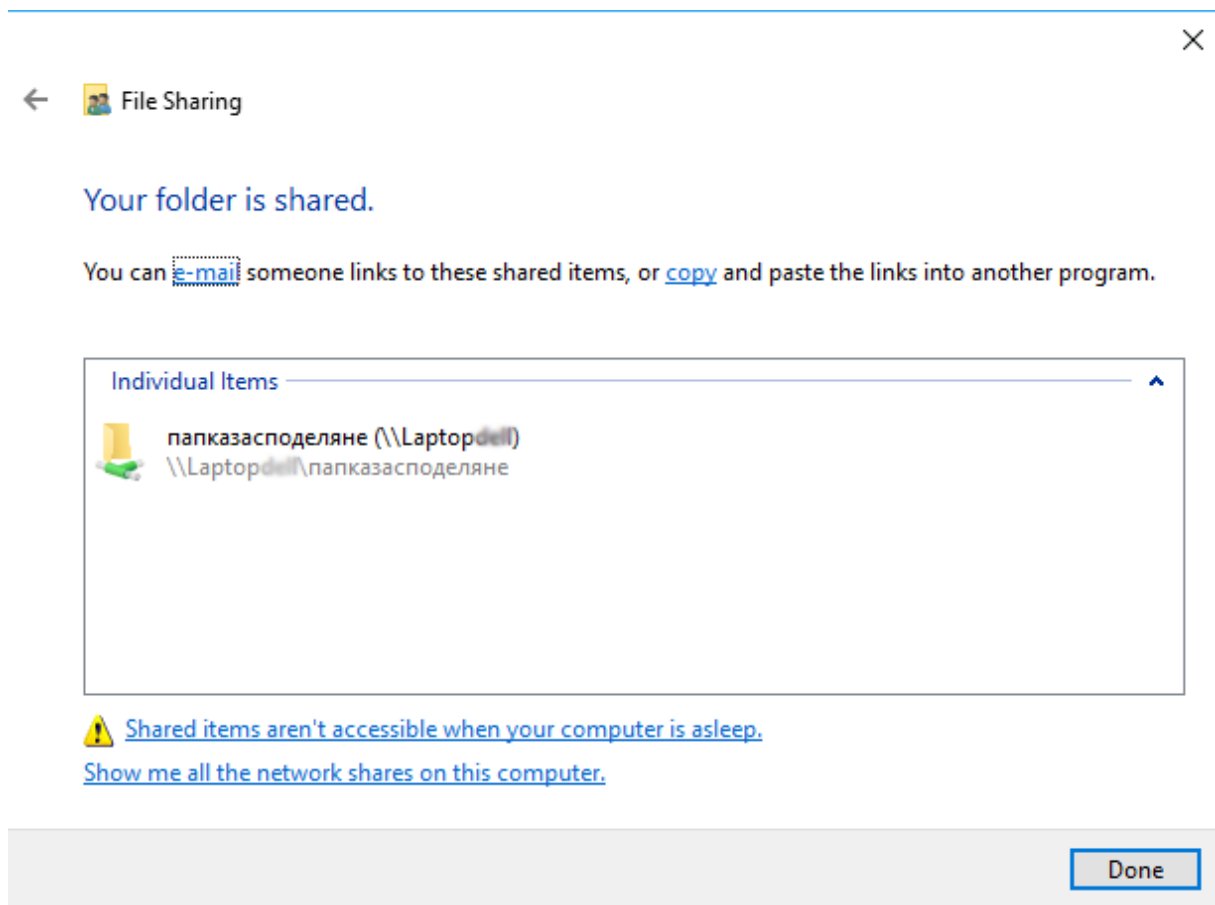 File Sharing
Your folder is shared.
You can e-mail someone links to these shared items, or copy and paste the links into another program.
Individual Items
папказасподеляне (\\Laptop)
\\Laptop\папказасподеляне
Shared items aren't accessible when your computer is asleep.
Show me all the network shares on this computer.
Done